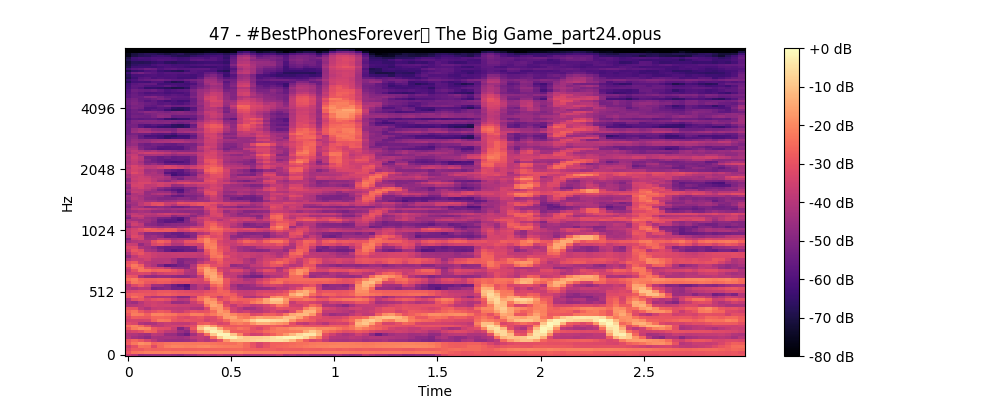 47 - #BestPhonesForever▯ The Big Game_part24.opus
+0 dB
-10 dB
-20 dB
-30 dB
-40 dB
-50 dB
-60 dB
-70 dB
-80 dB
4096
2048
1024
512
0
Hz
0
0.5
1
1.5
2
2.5
Time